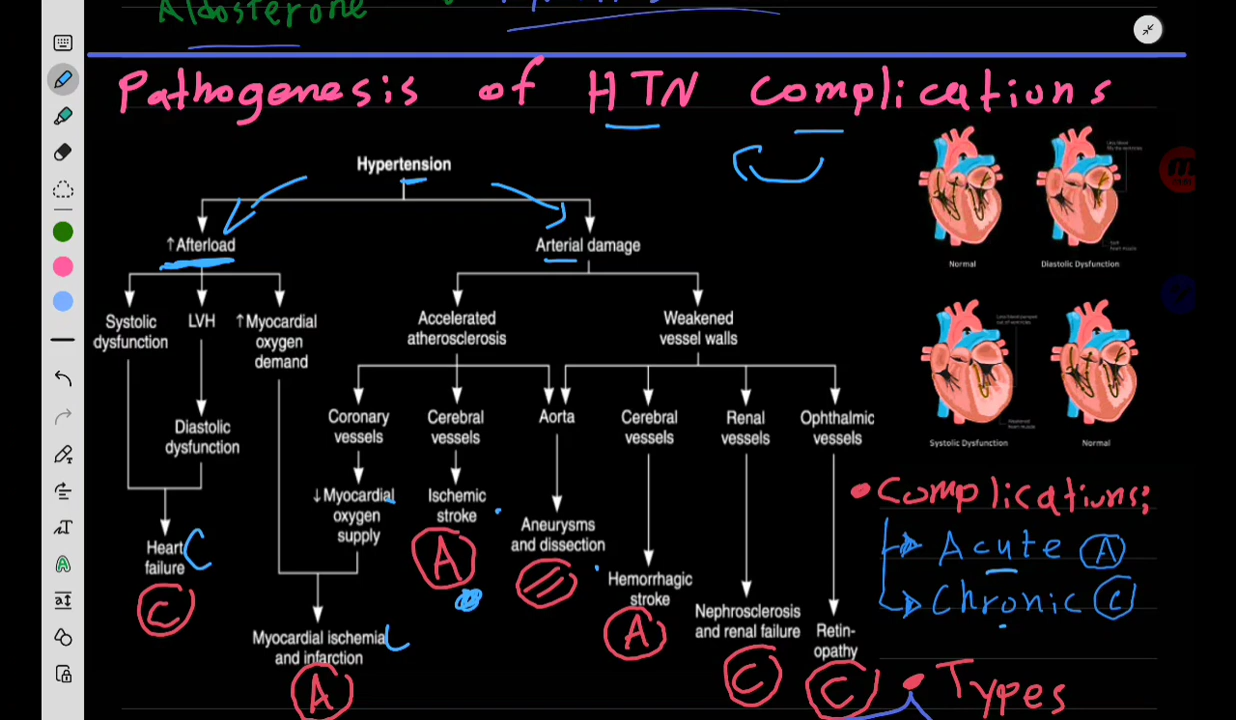 Aldosterone
Pathogenesis of HTN Complications
Hypertension
↑Afterload
Arterial damage
Systolic
dysfunction
LVH
↑Myocardial
oxygen
demand
Accelerated
atherosclerosis
Weakened
vessel walls
Diastolic
dysfunction
Coronary
vessels
Cerebral
vessels
Aorta
Cerebral
vessels
Renal
vessels
Ophthalmic
vessels
↓Myocardial
oxygen
supply
Ischemic
stroke
A
Aneurysms
and dissection
Heart
failure
C
Myocardial ischemia
and infarction
A
Hemorrhagic
stroke
A
Nephrosclerosis
and renal failure
C
Retin-
opathy
C
Normal
Diastolic Dysfunction
Systolic Dysfunction
Normal
Complications;
Acute A
Chronic C
Types